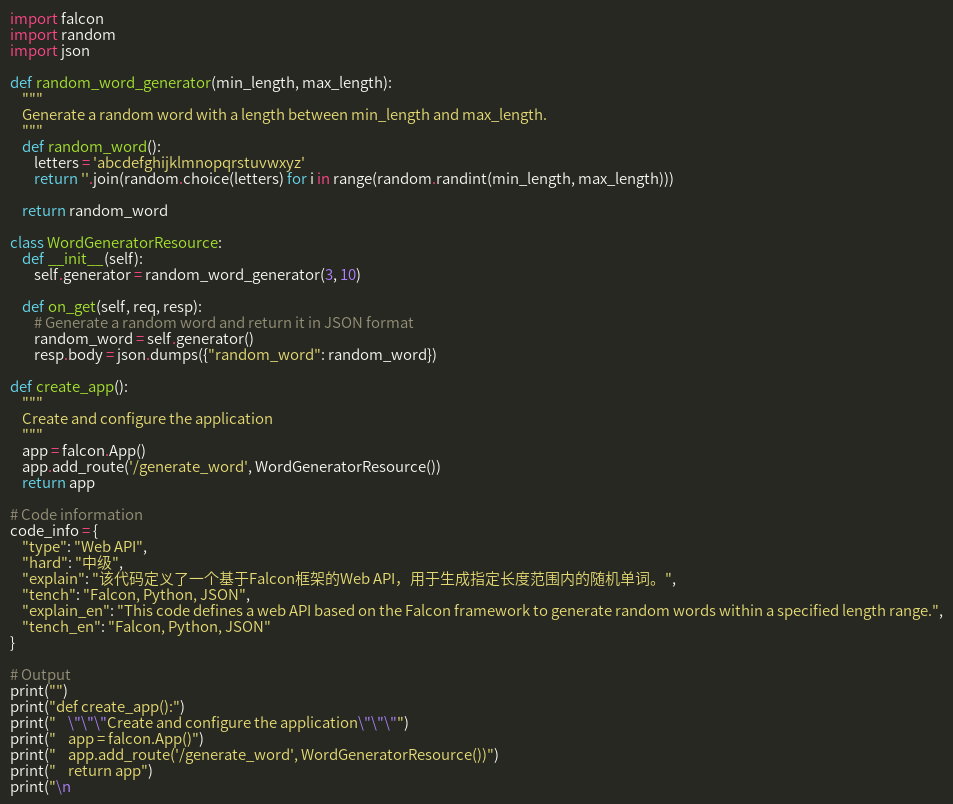 import falcon
import random
import json

def random_word_generator(min_length, max_length):
    """
    Generate a random word with a length between min_length and max_length.
    """
    def random_word():
        letters = 'abcdefghijklmnopqrstuvwxyz'
        return ''.join(random.choice(letters) for i in range(random.randint(min_length, max_length)))

    return random_word

class WordGeneratorResource:
    def __init__(self):
        self.generator = random_word_generator(3, 10)

    def on_get(self, req, resp):
        # Generate a random word and return it in JSON format
        random_word = self.generator()
        resp.body = json.dumps({"random_word": random_word})

def create_app():
    """
    Create and configure the application
    """
    app = falcon.App()
    app.add_route('/generate_word', WordGeneratorResource())
    return app

# Code information
code_info = {
    "type": "Web API",
    "hard": "中级",
    "explain": "该代码定义了一个基于Falcon框架的Web API，用于生成指定长度范围内的随机单词。",
    "tench": "Falcon, Python, JSON",
    "explain_en": "This code defines a web API based on the Falcon framework to generate random words within a specified length range.",
    "tench_en": "Falcon, Python, JSON"
}

# Output
print("")
print("def create_app():")
print("    \"\"\"Create and configure the application\"\"\"")
print("    app = falcon.App()")
print("    app.add_route('/generate_word', WordGeneratorResource())")
print("    return app")
print("\n